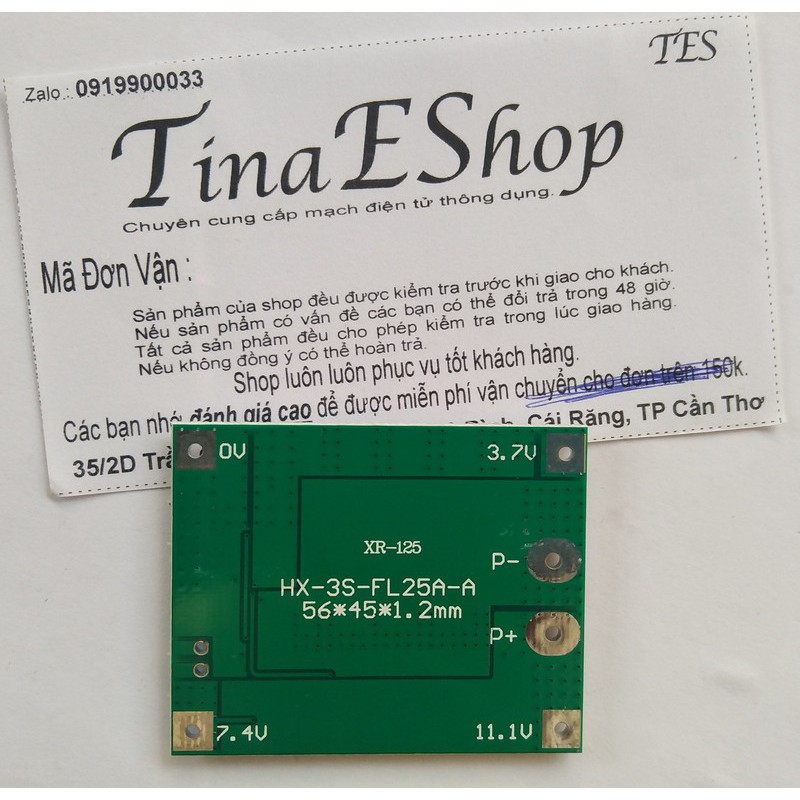 Zalo : 0919900033
TES
TinaEShop
Chuyên cung cấp mạch điện tử thông dụng.
Mã Đơn Vận :
Sản phẩm của shop đều được kiểm tra trước khi giao cho khách.
Nếu sản phẩm có vấn đề các bạn có thể đổi trả trong 48 giờ.
Tất cả sản phẩm đều cho phép kiểm tra trong lúc giao hàng.
Nếu không đồng ý có thể hoàn trả.
Shop luôn luôn phục vụ tốt khách hàng.
Các bạn nhớ đánh giá cao để được miễn phí vận chuyển cho đơn trên 150k.
35/2D Cái Răng, TP Cần Thơ
0V
3.7V
XR-125
P-
HX-3S-FL25A-A
56*45*1.2mm
P+
7.4V
11.1V